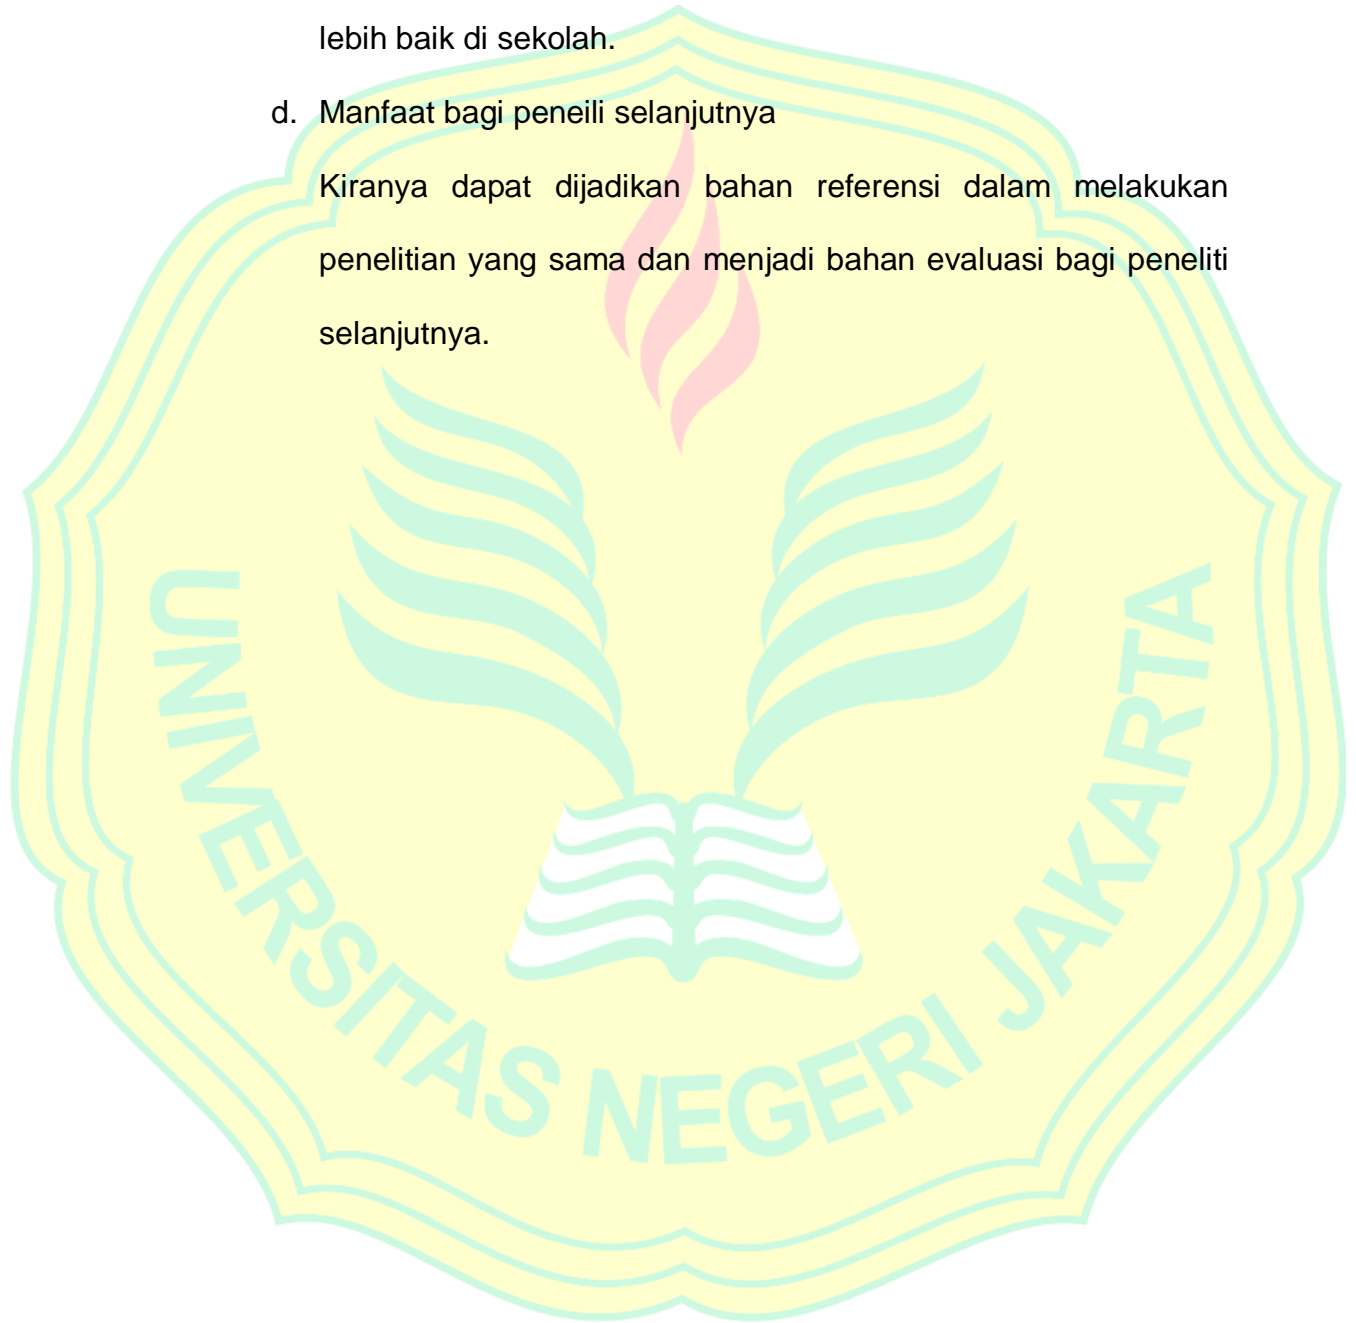 lebih baik di sekolah.
d. Manfaat bagi peneili selanjutnya
Kiranya dapat dijadikan bahan referensi dalam melakukan
penelitian yang sama dan menjadi bahan evaluasi bagi peneliti
selanjutnya.
UNIVERSITAS NEGERI JAKARTA